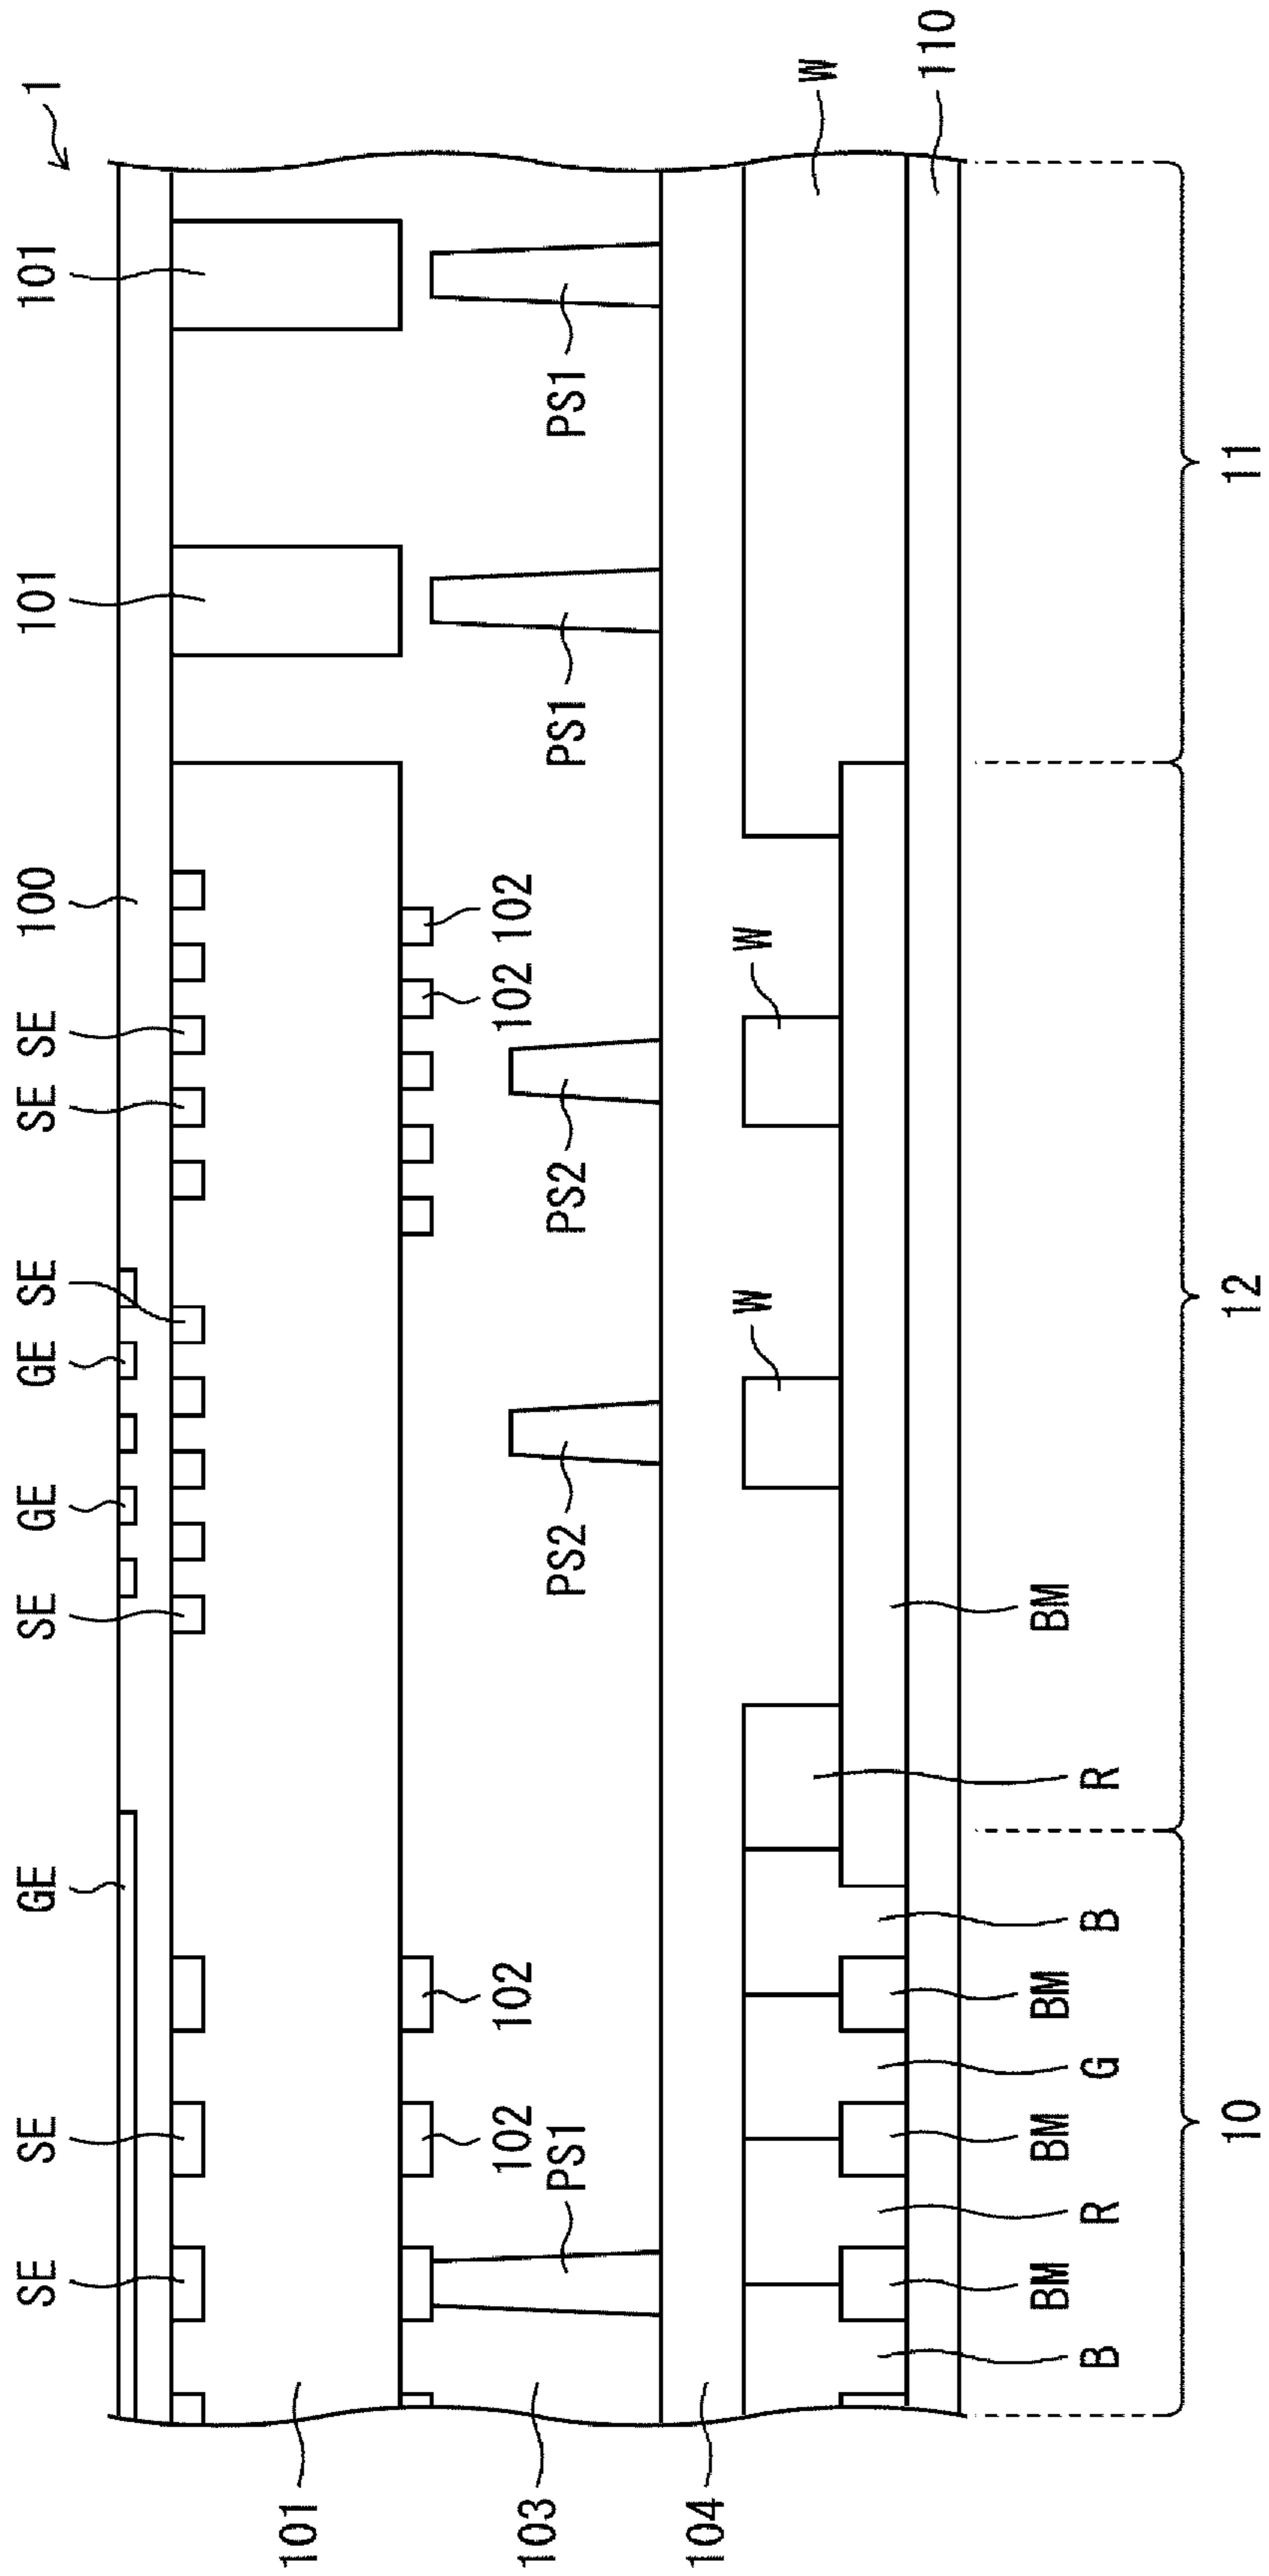 SE SE GE SE GE GE SE SE SE 100 101 101 1
101
102 102 102 102
103
PS1 PS2 PS2 PS1 PS1
104
W W
W
110
BM BM BM BM
B R G B R
10 12 11